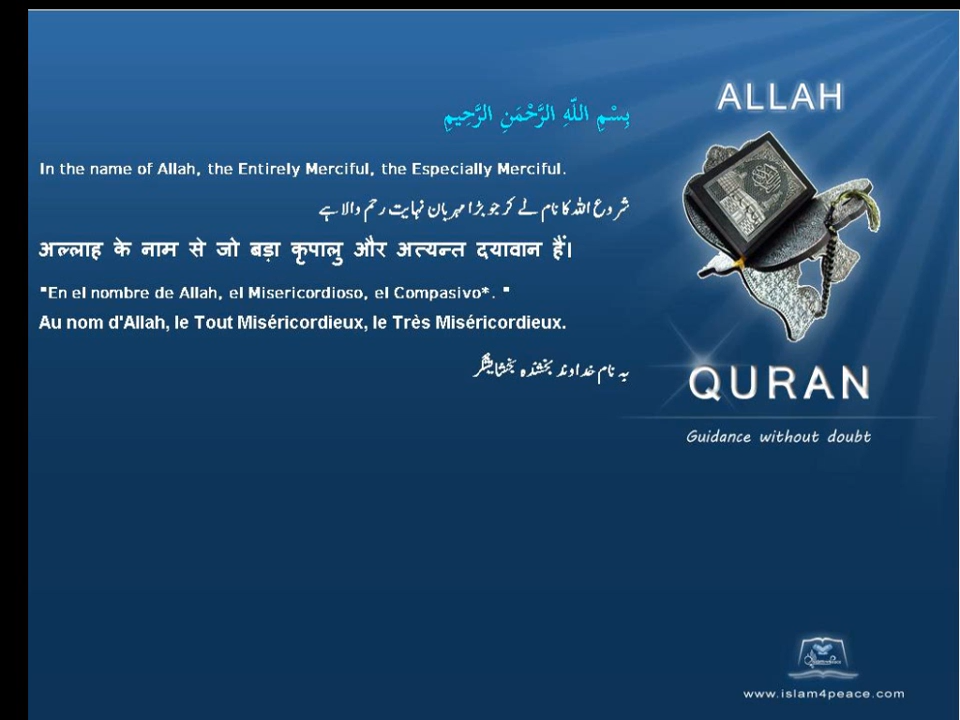 بِسْمِ اللّهِ الرَّحْمَنِ الرَّحِيمِ
In the name of Allah, the Entirely Merciful, the Especially Merciful.
شروع الله کا نام لے کر جو بڑا مہربان نہایت رحم والا ہے
अल्लाह के नाम से जो बड़ा कृपालु और अत्यन्त दयावान हैं।
"En el nombre de Allah, el Misericordioso, el Compasivo*. "
Au nom d'Allah, le Tout Miséricordieux, le Très Miséricordieux.
به نام خداوند بخشنده بخشایشگر
ALLAH
QURAN
Guidance without doubt
www.islam4peace.com